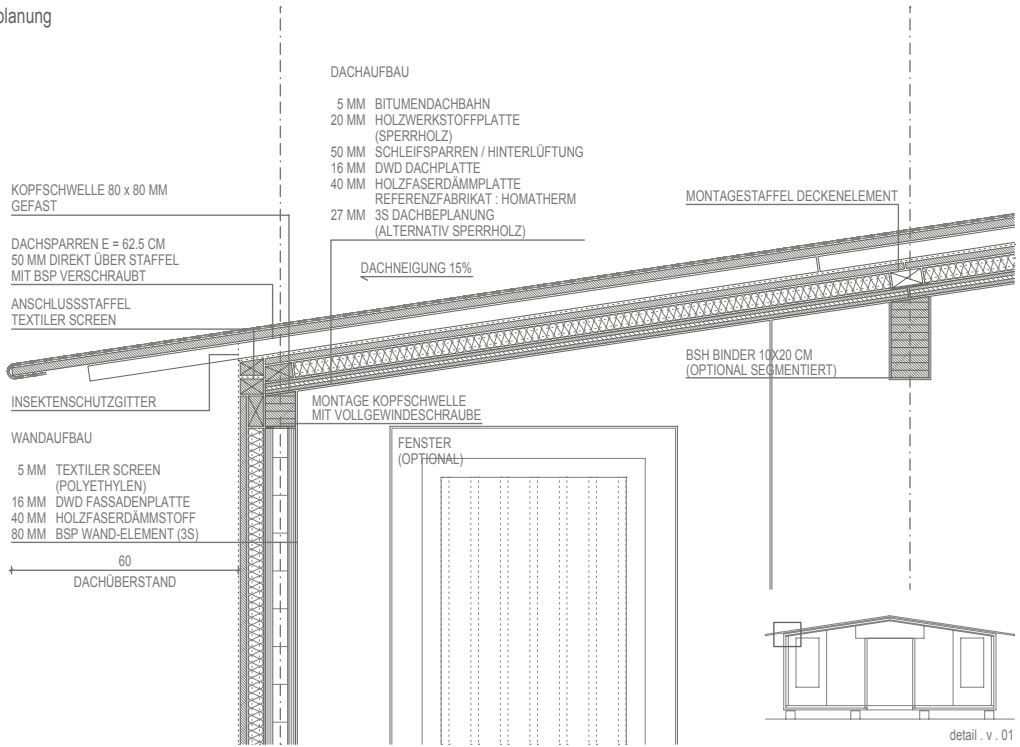 planung
DACHAUFBAU
5 MM BITUMENDACHBAHN
20 MM HOLZWERKSTOFFPLATTE
(SPERRHOLZ)
50 MM SCHLEIFSPARREN / HINTERLÜFTUNG
16 MM DWD DACHPLATTE
40 MM HOLZFASERDÄMMPLATTE
REFERENZFABRIKAT : HOMATHERM
27 MM 3S DACHBEPLANUNG
(ALTERNATIV SPERRHOLZ)
DACHNEIGUNG 15%
KOPFSCHWELLE 80 x 80 MM
GEFAST
DACHSPARREN E = 62.5 CM
50 MM DIREKT ÜBER STAFFEL
MIT BSP VERSCHRAUBT
ANSCHLUSSSTAFFEL
TEXTILER SCREEN
INSEKTENSCHUTZGITTER
WANDAUFBAU
5 MM TEXTILER SCREEN
(POLYETHYLEN)
16 MM DWD FASSADENPLATTE
40 MM HOLZFASERDÄMMSTOFF
80 MM BSP WAND-ELEMENT (3S)
60
DACHÜBERSTAND
MONTAGE KOPFSCHWELLE
MIT VOLLGEWINDESCHRAUBE
FENSTER
(OPTIONAL)
MONTAGESTAFFEL DECKENELEMENT
BSH BINDER 10X20 CM
(OPTIONAL SEGMENTIERT)
detail . v . 01